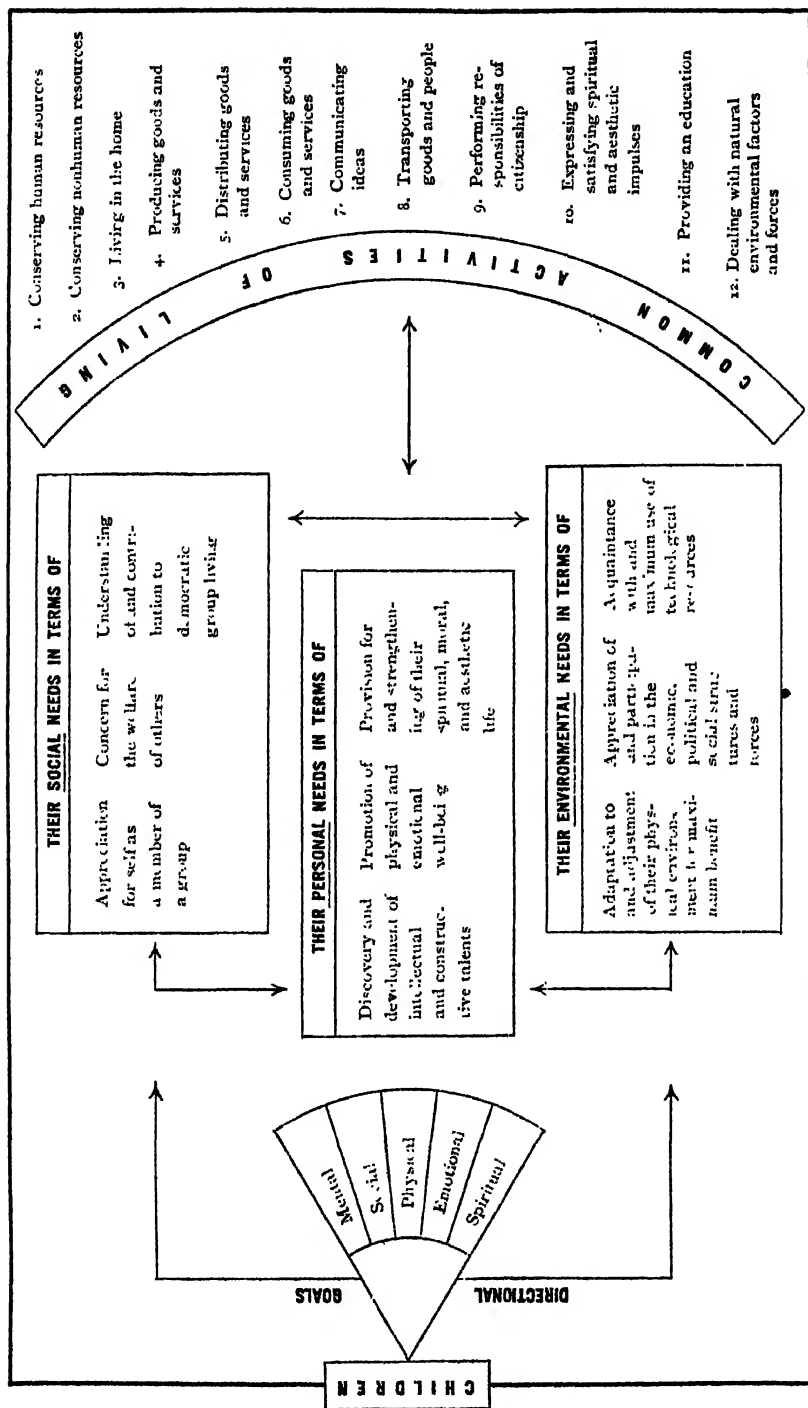 CHILDREN
GOALS
DIRECTIONAL
Mental
Social
Physical
Emotional
Spiritual
THEIR SOCIAL NEEDS IN TERMS OF
Appreciation
for self as
a member of
a group
Concern for
the welfare
of others
Understanding
of and contri-
bution to
democratic
group living
THEIR PERSONAL NEEDS IN TERMS OF
Discovery and
development of
intellectual
and construc-
tive talents
Promotion of
physical and
emotional
well-being
Provision for
and strengthen-
ing of their
spiritual, moral,
and aesthetic
life
THEIR ENVIRONMENTAL NEEDS IN TERMS OF
Adaptation to
and adjustment
of their phys-
ical environ-
ment for maxi-
mum benefit
Appreciation of
and participa-
tion in the
economic,
political and
social struc
tures and
forces
Acquaintance
with and
maximum use of
technological
resources
COMMON ACTIVITIES OF LIVING
1. Conserving human resources
2. Conserving nonhuman resources
3. Living in the home
4. Producing goods and
services
5. Distributing goods
and services
6. Consuming goods
and services
7. Communicating
ideas
8. Transporting
goods and people
9. Performing re-
sponsibilities of
citizenship
10. Expressing and
satisfying spiritual
and aesthetic
impulses
11. Providing an education
12. Dealing with natural
environmental factors
and forces